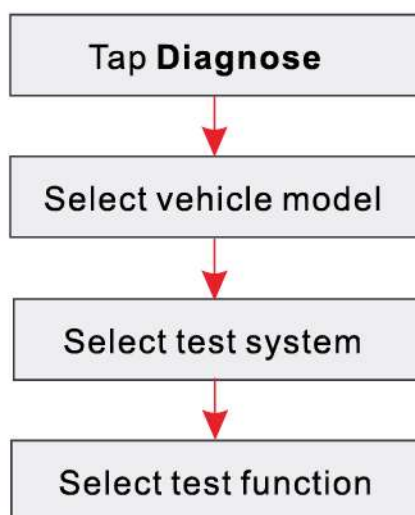 Tap Diagnose
Select vehicle model
Select test system
Select test function